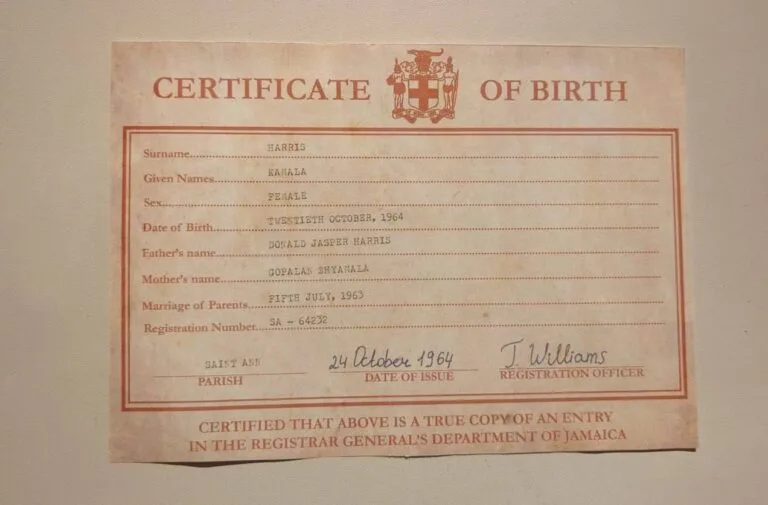 CERTIFICATE OF BIRTH
Surname HARRIS
Given Names KAMALA
Sex FEMALE
Date of Birth TWENTIETH OCTOBER, 1964
Father's name DONALD JASPER HARRIS
Mother's name GOPALAN SHYAMALA
Marriage of Parents FIFTH JULY, 1963
Registration Number SA - 64232
SAINT ANN 24 October 1964 J. Williams
PARISH DATE OF ISSUE REGISTRATION OFFICER
CERTIFIED THAT ABOVE IS A TRUE COPY OF AN ENTRY
IN THE REGISTRAR GENERAL'S DEPARTMENT OF JAMAICA